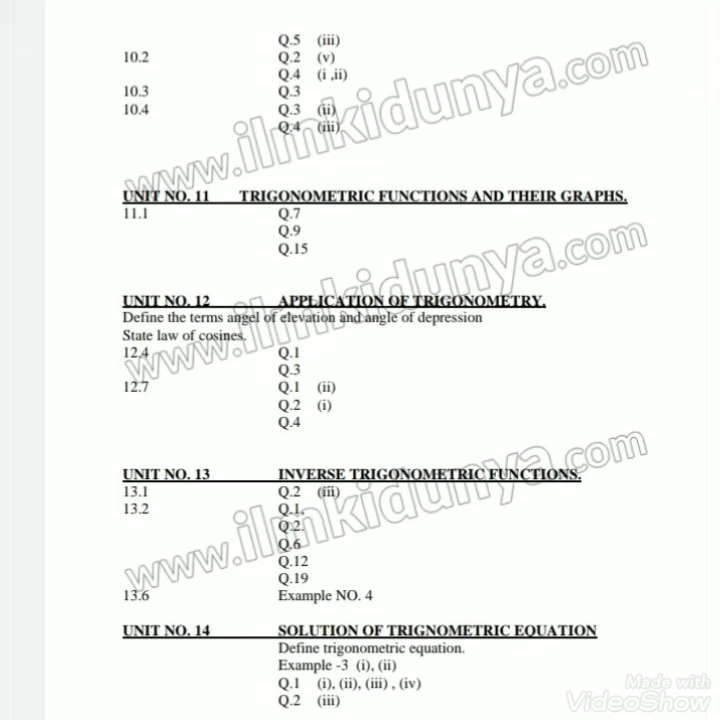 Q.5 (iii)
10.2 Q.2 (v)
Q.4 (i ,ii)
10.3 Q.3
10.4 Q.3 (ii)
Q.4 (iii)
www.ilmkidunya.com
UNIT NO. 11 TRIGONOMETRIC FUNCTIONS AND THEIR GRAPHS.
11.1 Q.7
Q.9
Q.15
www.ilmkidunya.com
UNIT NO. 12 APPLICATION OF TRIGONOMETRY.
Define the terms angel of elevation and angle of depression
State law of cosines.
12.4 Q.1
Q.3
12.7 Q.1 (ii)
Q.2 (i)
Q.4
www.ilmkidunya.com
UNIT NO. 13 INVERSE TRIGONOMETRIC FUNCTIONS.
13.1 Q.2 (iii)
13.2 Q.1,
Q.2.
Q.6
Q.12
Q.19
13.6 Example NO. 4
UNIT NO. 14 SOLUTION OF TRIGNOMETRIC EQUATION
Define trigonometric equation.
Example -3 (i), (ii)
Q.1 (i), (ii), (iii) , (iv)
Q.2 (iii)
Made with
VideoShow